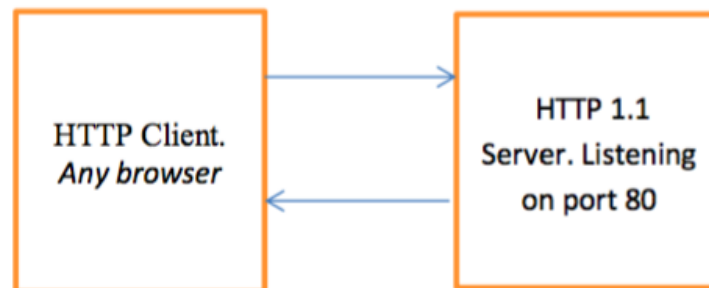 HTTP Client.
Any browser
HTTP 1.1
Server. Listening
on port 80